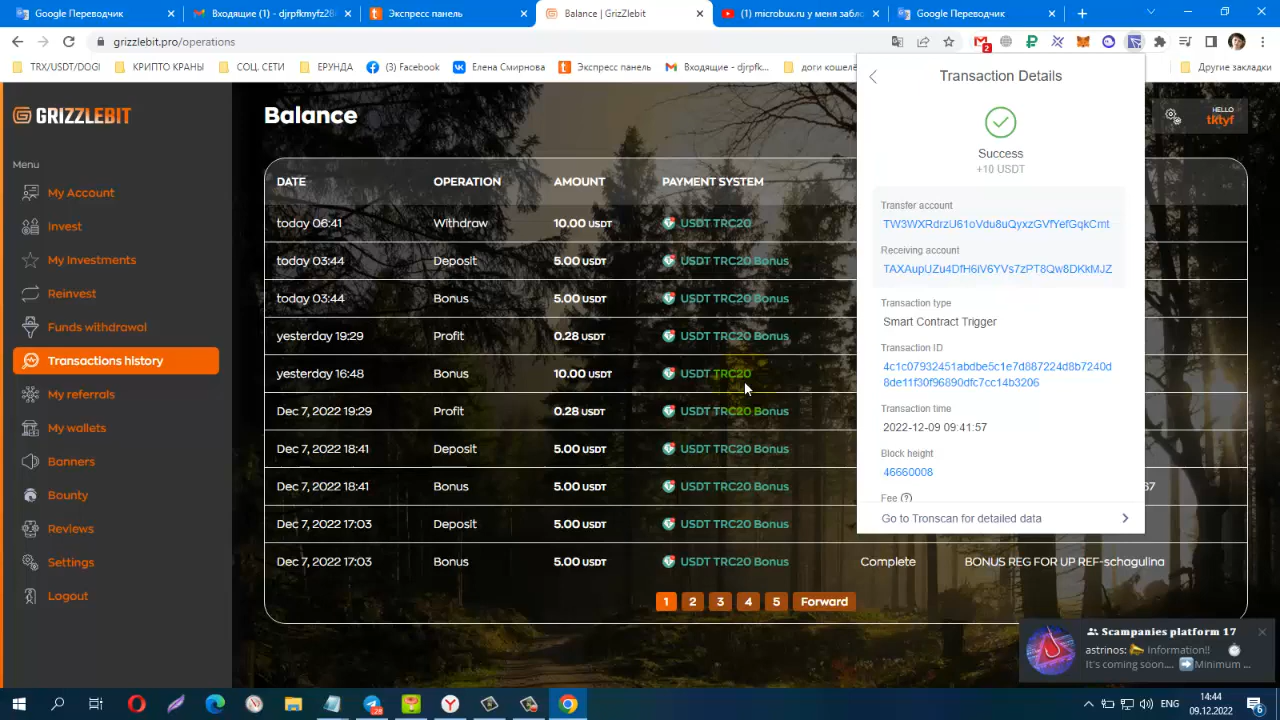 Google Переводчик
Входящие (1) - djrpfkmyfz28
Экспресс панель
Balance | GriZZlebit
(1) microbux.ru у меня забло
Google Переводчик
grizzlebit.pro/operations
2
TRX/USDT/DOGI
КРИПТО КРАНЫ
СОЦ. СЕТИ
ЕРУНДА
(3) Facebook
Елена Смирнова
Экспресс панель
Входящие - djrpfk...
доги кошелё
Другие закладки
GRIZZLEBIT
Balance
HELLO
tktyf
Menu
My Account
Invest
My Investments
Reinvest
Funds withdrawal
Transactions history
My referrals
My wallets
Banners
Bounty
Reviews
Settings
Logout
DATE OPERATION AMOUNT PAYMENT SYSTEM
today 06:41 Withdraw 10.00 USDT USDT TRC20
today 03:44 Deposit 5.00 USDT USDT TRC20 Bonus
today 03:44 Bonus 5.00 USDT USDT TRC20 Bonus
yesterday 19:29 Profit 0.28 USDT USDT TRC20 Bonus
yesterday 16:48 Bonus 10.00 USDT USDT TRC20
Dec 7, 2022 19:29 Profit 0.28 USDT USDT TRC20 Bonus
Dec 7, 2022 18:41 Deposit 5.00 USDT USDT TRC20 Bonus
Dec 7, 2022 18:41 Bonus 5.00 USDT USDT TRC20 Bonus 67
Dec 7, 2022 17:03 Deposit 5.00 USDT USDT TRC20 Bonus
Dec 7, 2022 17:03 Bonus 5.00 USDT USDT TRC20 Bonus Complete BONUS REG FOR UP REF-schagulina
1 2 3 4 5 Forward
Transaction Details
Success
+10 USDT
Transfer account
TW3WXRdrzU61oVdu8uQyxzGVfYefGqkCmt
Receiving account
TAXAupUZu4DfH6iV6YVs7zPT8Qw8DKkMJZ
Transaction type
Smart Contract Trigger
Transaction ID
4c1c07932451abdbe5c1e7d887224d8b7240d
8de11f30f96890dfc7cc14b3206
Transaction time
2022-12-09 09:41:57
Block height
46660008
Fee
Go to Tronscan for detailed data
Scampanies platform 17
astrinos: Information!!
It's coming soon.... Minimum ...
ENG
14:44
09.12.2022
6